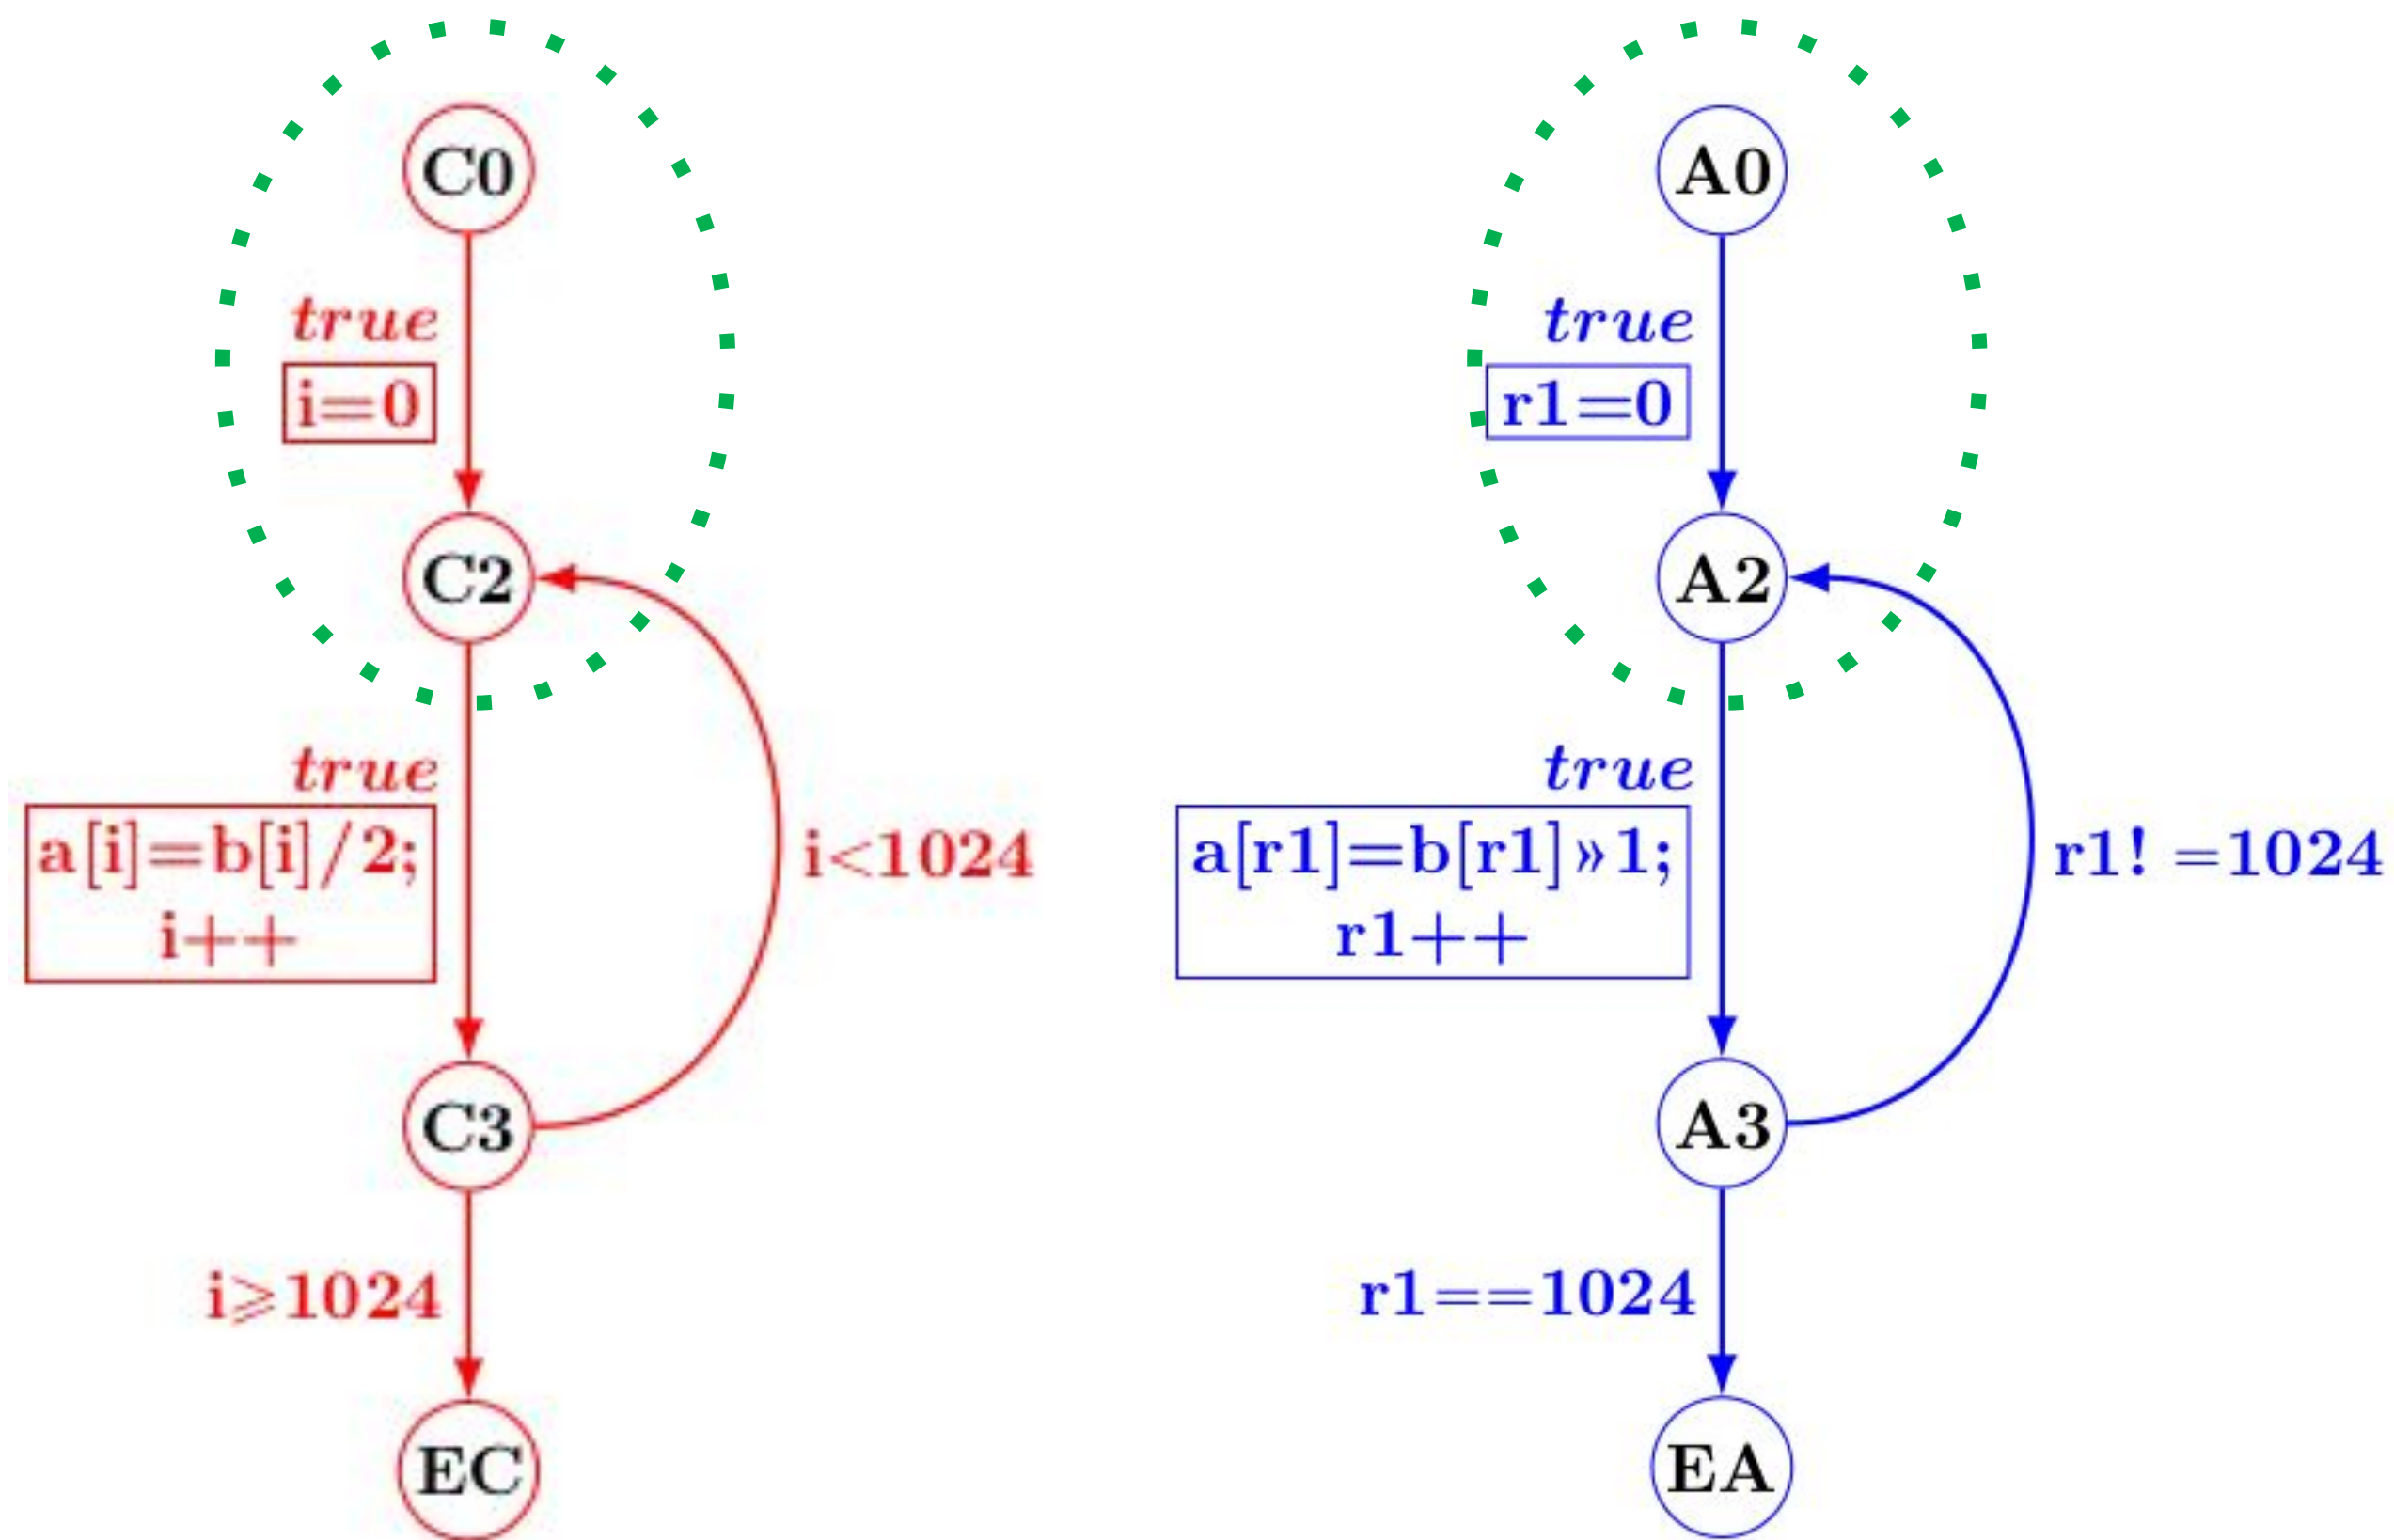 C0
true
i=0
C2
true
a[i]=b[i]/2;
i++
i<1024
C3
i⩾1024
EC
A0
true
r1=0
A2
true
a[r1]=b[r1]»1;
r1++
r1! =1024
A3
r1==1024
EA